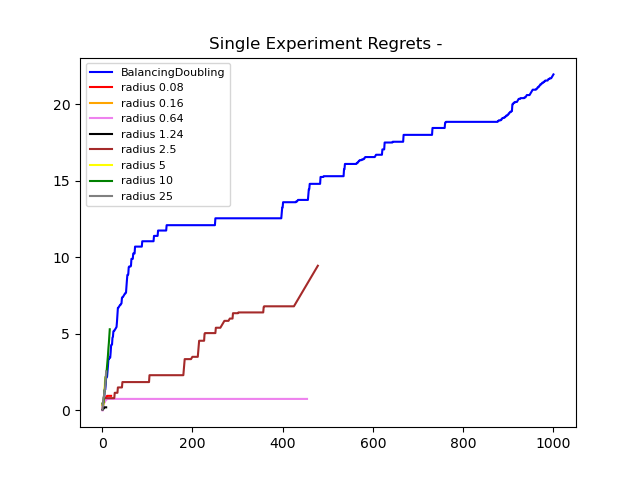 Single Experiment Regrets -
BalancingDoubling
radius 0.08
radius 0.16
radius 0.64
radius 1.24
radius 2.5
radius 5
radius 10
radius 25
20
15
10
5
0
0 200 400 600 800 1000